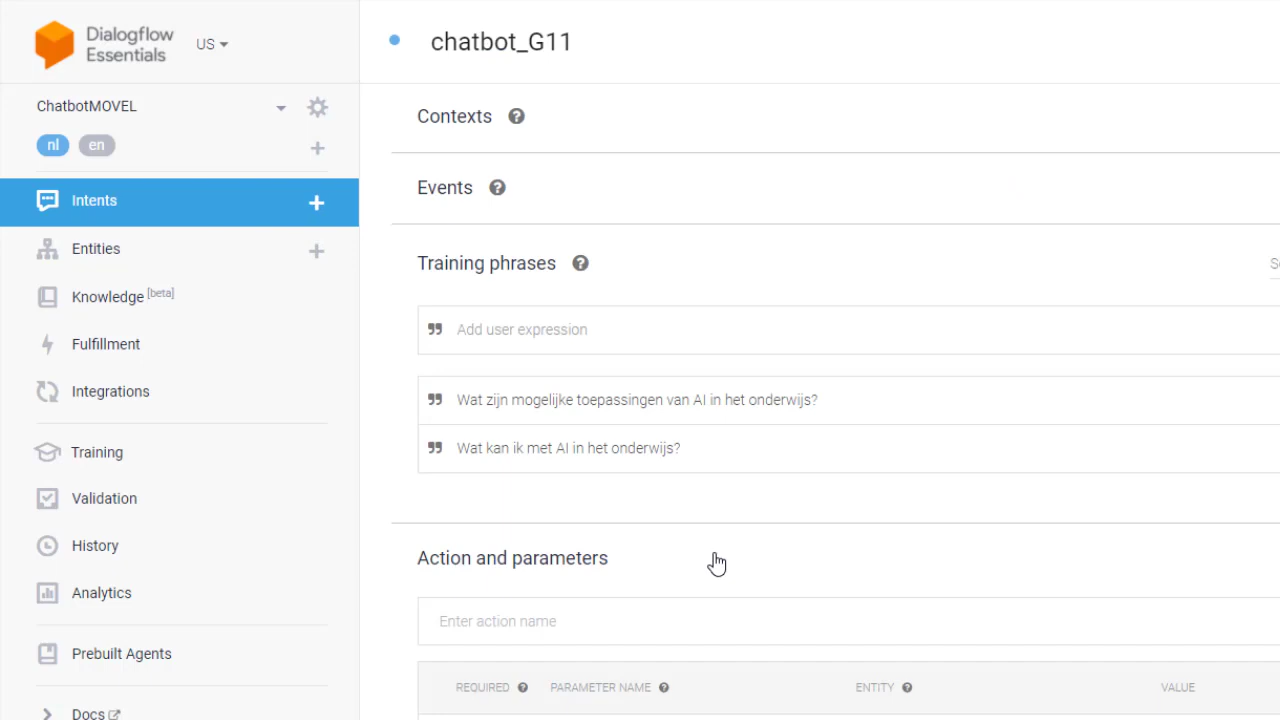 Dialogflow
Essentials
US
chatbot_G11
ChatbotMOVEL
nl
en
Intents
Entities
Knowledge [beta]
Fulfillment
Integrations
Training
Validation
History
Analytics
Prebuilt Agents
Docs
Contexts
Events
Training phrases
Add user expression
Wat zijn mogelijke toepassingen van AI in het onderwijs?
Wat kan ik met AI in het onderwijs?
Action and parameters
Enter action name
REQUIRED PARAMETER NAME ENTITY VALUE